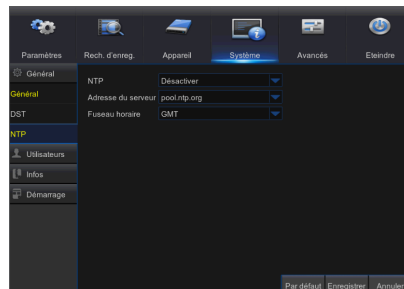 Paramètres Rech. d'enreg. Appareil Système Avancés Eteindre
Général
Général
DST
NTP
Utilisateurs
Infos
Démarrage
NTP Désactiver
Adresse du serveur pool.ntp.org
Fuseau horaire GMT
Par défaut Enregistrer Annuler